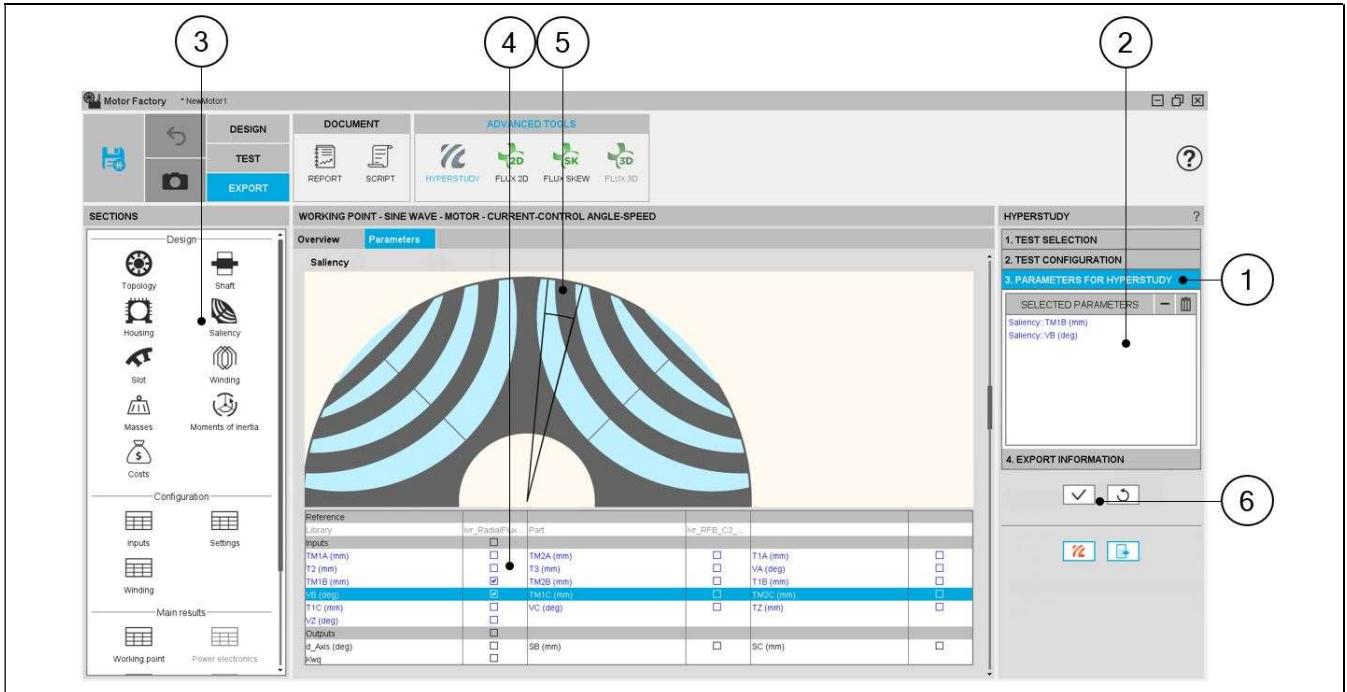 3
4
5
2
Motor Factory * NewMotor1
DESIGN
TEST
EXPORT
DOCUMENT
REPORT SCRIPT
ADVANCED TOOLS
2D SK 3D
HYPERSTUDY FLUX 2D FLUX SKEW FLUX 3D
?
SECTIONS
Design
Topology Shaft
Housing Saliency
Slot Winding
Masses Moments of inertia
$
Costs
Configuration
Inputs Settings
Winding
Main results
Working point Power electronics
WORKING POINT - SINE WAVE - MOTOR - CURRENT-CONTROL ANGLE-SPEED
Overview Parameters
Saliency
Reference
Library ivr_RadialFlux Part ivr_RFB_C2_...
Inputs
TM1A (mm) TM2A (mm) T1A (mm)
T2 (mm) T3 (mm) VA (deg)
TM1B (mm) TM2B (mm) T1B (mm)
VB (deg) TM1C (mm) TM2C (mm)
T1C (mm) VC (deg) TZ (mm)
VZ (deg)
Outputs
d_Axis (deg) SB (mm) SC (mm)
Kwq
HYPERSTUDY ?
1. TEST SELECTION
2. TEST CONFIGURATION
3. PARAMETERS FOR HYPERSTUDY
SELECTED PARAMETERS
Saliency::TM1B (mm)
Saliency::VB (deg)
4. EXPORT INFORMATION
1
6